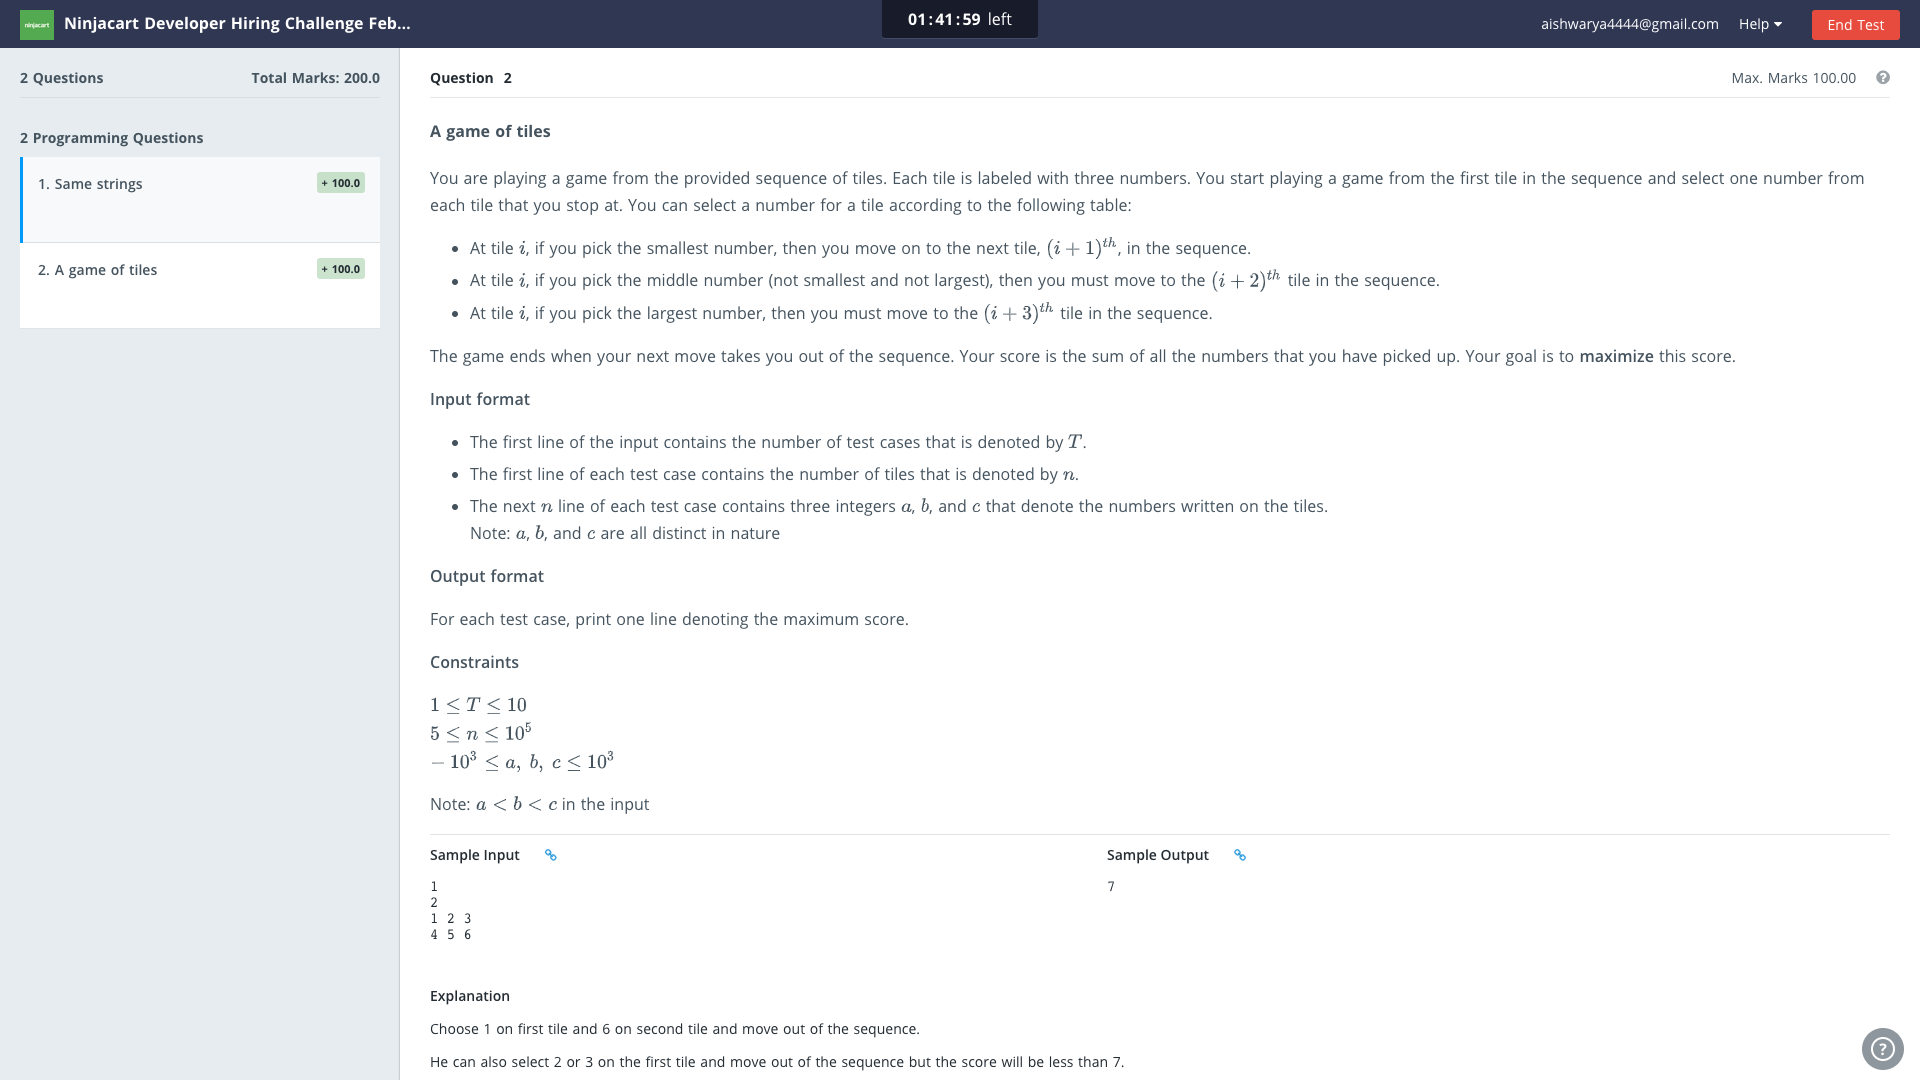 ninjacart
Ninjacart Developer Hiring Challenge Feb...
01:41:59 left
aishwarya4444@gmail.com
Help
End Test
2 Questions
Total Marks: 200.0
2 Programming Questions
1. Same strings
+ 100.0
2. A game of tiles
+ 100.0
Question 2
Max. Marks 100.00
?
A game of tiles
You are playing a game from the provided sequence of tiles. Each tile is labeled with three numbers. You start playing a game from the first tile in the sequence and select one number from
each tile that you stop at. You can select a number for a tile according to the following table:
• At tile i, if you pick the smallest number, then you move on to the next tile, (i + 1)^th, in the sequence.
• At tile i, if you pick the middle number (not smallest and not largest), then you must move to the (i + 2)^th tile in the sequence.
• At tile i, if you pick the largest number, then you must move to the (i + 3)^th tile in the sequence.
The game ends when your next move takes you out of the sequence. Your score is the sum of all the numbers that you have picked up. Your goal is to maximize this score.
Input format
• The first line of the input contains the number of test cases that is denoted by T.
• The first line of each test case contains the number of tiles that is denoted by n.
• The next n line of each test case contains three integers a, b, and c that denote the numbers written on the tiles.
Note: a, b, and c are all distinct in nature
Output format
For each test case, print one line denoting the maximum score.
Constraints
1 ≤ T ≤ 10
5 ≤ n ≤ 10^5
− 10^3 ≤ a, b, c ≤ 10^3
Note: a < b < c in the input
Sample Input
1
2
1 2 3
4 5 6
Sample Output
7
Explanation
Choose 1 on first tile and 6 on second tile and move out of the sequence.
He can also select 2 or 3 on the first tile and move out of the sequence but the score will be less than 7.
?